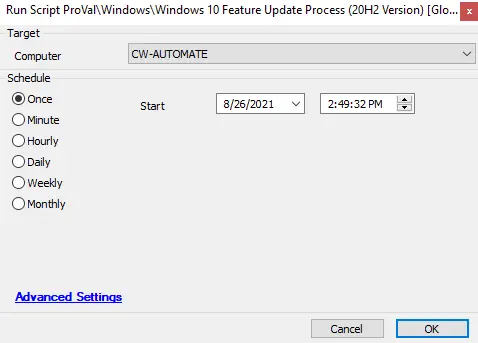 Run Script ProVal\Windows\Windows 10 Feature Update Process (20H2 Version) [Glo... x
Target
Computer CW-AUTOMATE
Schedule
Once Start 8/26/2021 2:49:32 PM
Minute
Hourly
Daily
Weekly
Monthly
Advanced Settings
Cancel OK